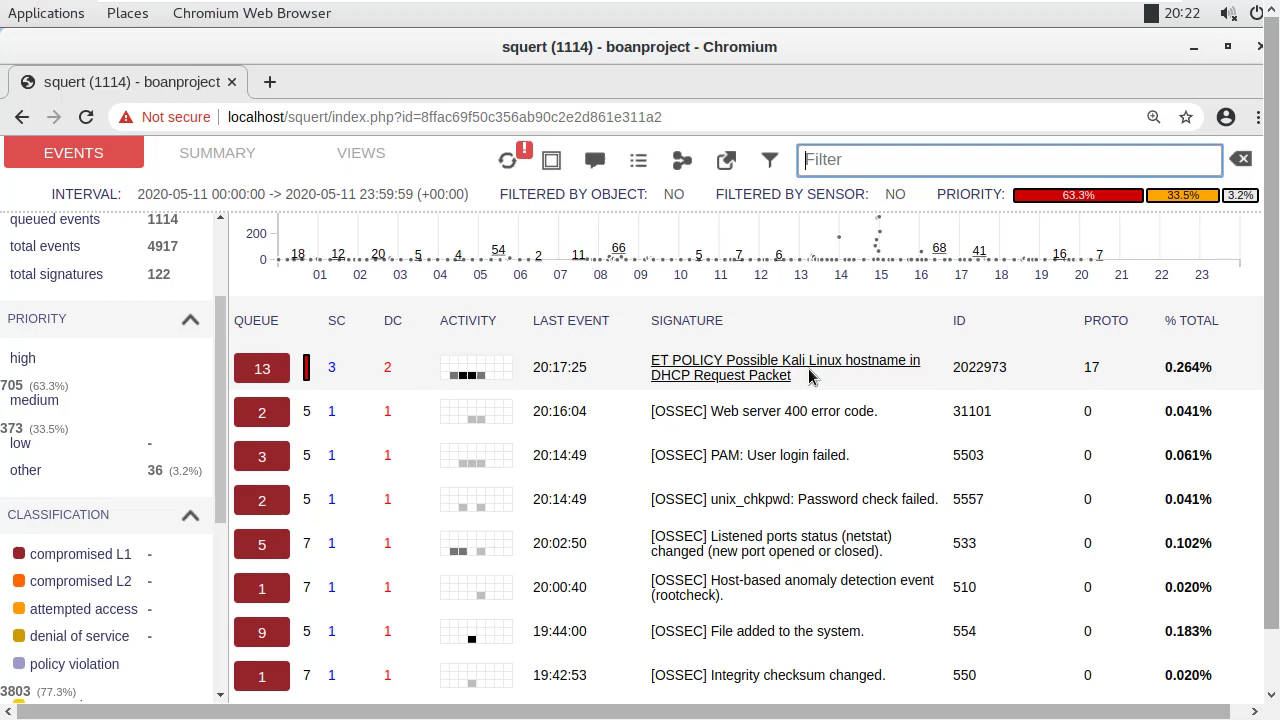 Applications Places Chromium Web Browser 20:22
squert (1114) - boanproject - Chromium
squert (1114) - boanproject
Not secure localhost/squert/index.php?id=8ffac69f50c356ab90c2e2d861e311a2
EVENTS SUMMARY VIEWS ! Filter
INTERVAL: 2020-05-11 00:00:00 -> 2020-05-11 23:59:59 (+00:00) FILTERED BY OBJECT: NO FILTERED BY SENSOR: NO PRIORITY: 63.3% 33.5% 3.2%
queued events 1114
total events 4917
total signatures 122
PRIORITY
high
705 (63.3%)
medium
373 (33.5%)
low -
other 36 (3.2%)
CLASSIFICATION
compromised L1 -
compromised L2 -
attempted access -
denial of service -
policy violation
3803 (77.3%)
200
0
18 12 20 5 4 54 2 11 66 5 7 6 68 41 16 7
01 02 03 04 05 06 07 08 09 10 11 12 13 14 15 16 17 18 19 20 21 22 23
QUEUE SC DC ACTIVITY LAST EVENT SIGNATURE ID PROTO % TOTAL
13 3 2 20:17:25 ET POLICY Possible Kali Linux hostname in 2022973 17 0.264%
DHCP Request Packet
2 5 1 1 20:16:04 [OSSEC] Web server 400 error code. 31101 0 0.041%
3 5 1 1 20:14:49 [OSSEC] PAM: User login failed. 5503 0 0.061%
2 5 1 1 20:14:49 [OSSEC] unix_chkpwd: Password check failed. 5557 0 0.041%
5 7 1 1 20:02:50 [OSSEC] Listened ports status (netstat) 533 0 0.102%
changed (new port opened or closed).
1 7 1 1 20:00:40 [OSSEC] Host-based anomaly detection event 510 0 0.020%
(rootcheck).
9 5 1 1 19:44:00 [OSSEC] File added to the system. 554 0 0.183%
1 7 1 1 19:42:53 [OSSEC] Integrity checksum changed. 550 0 0.020%